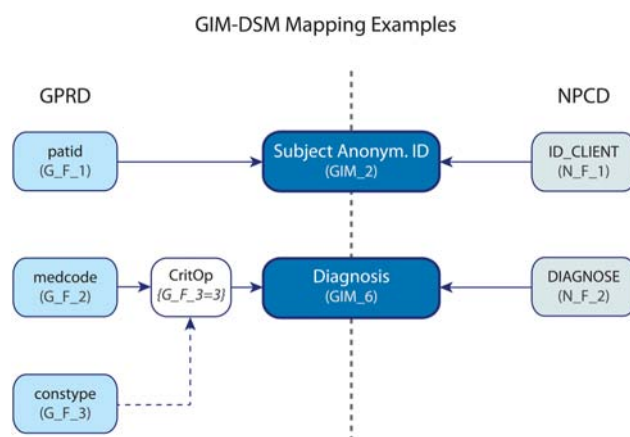 GIM-DSM Mapping Examples
GPRD
NPCD
patid
(G_F_1)
Subject Anonym. ID
(GIM_2)
ID_CLIENT
(N_F_1)
medcode
(G_F_2)
CritOp
{G_F_3=3}
Diagnosis
(GIM_6)
DIAGNOSE
(N_F_2)
constype
(G_F_3)